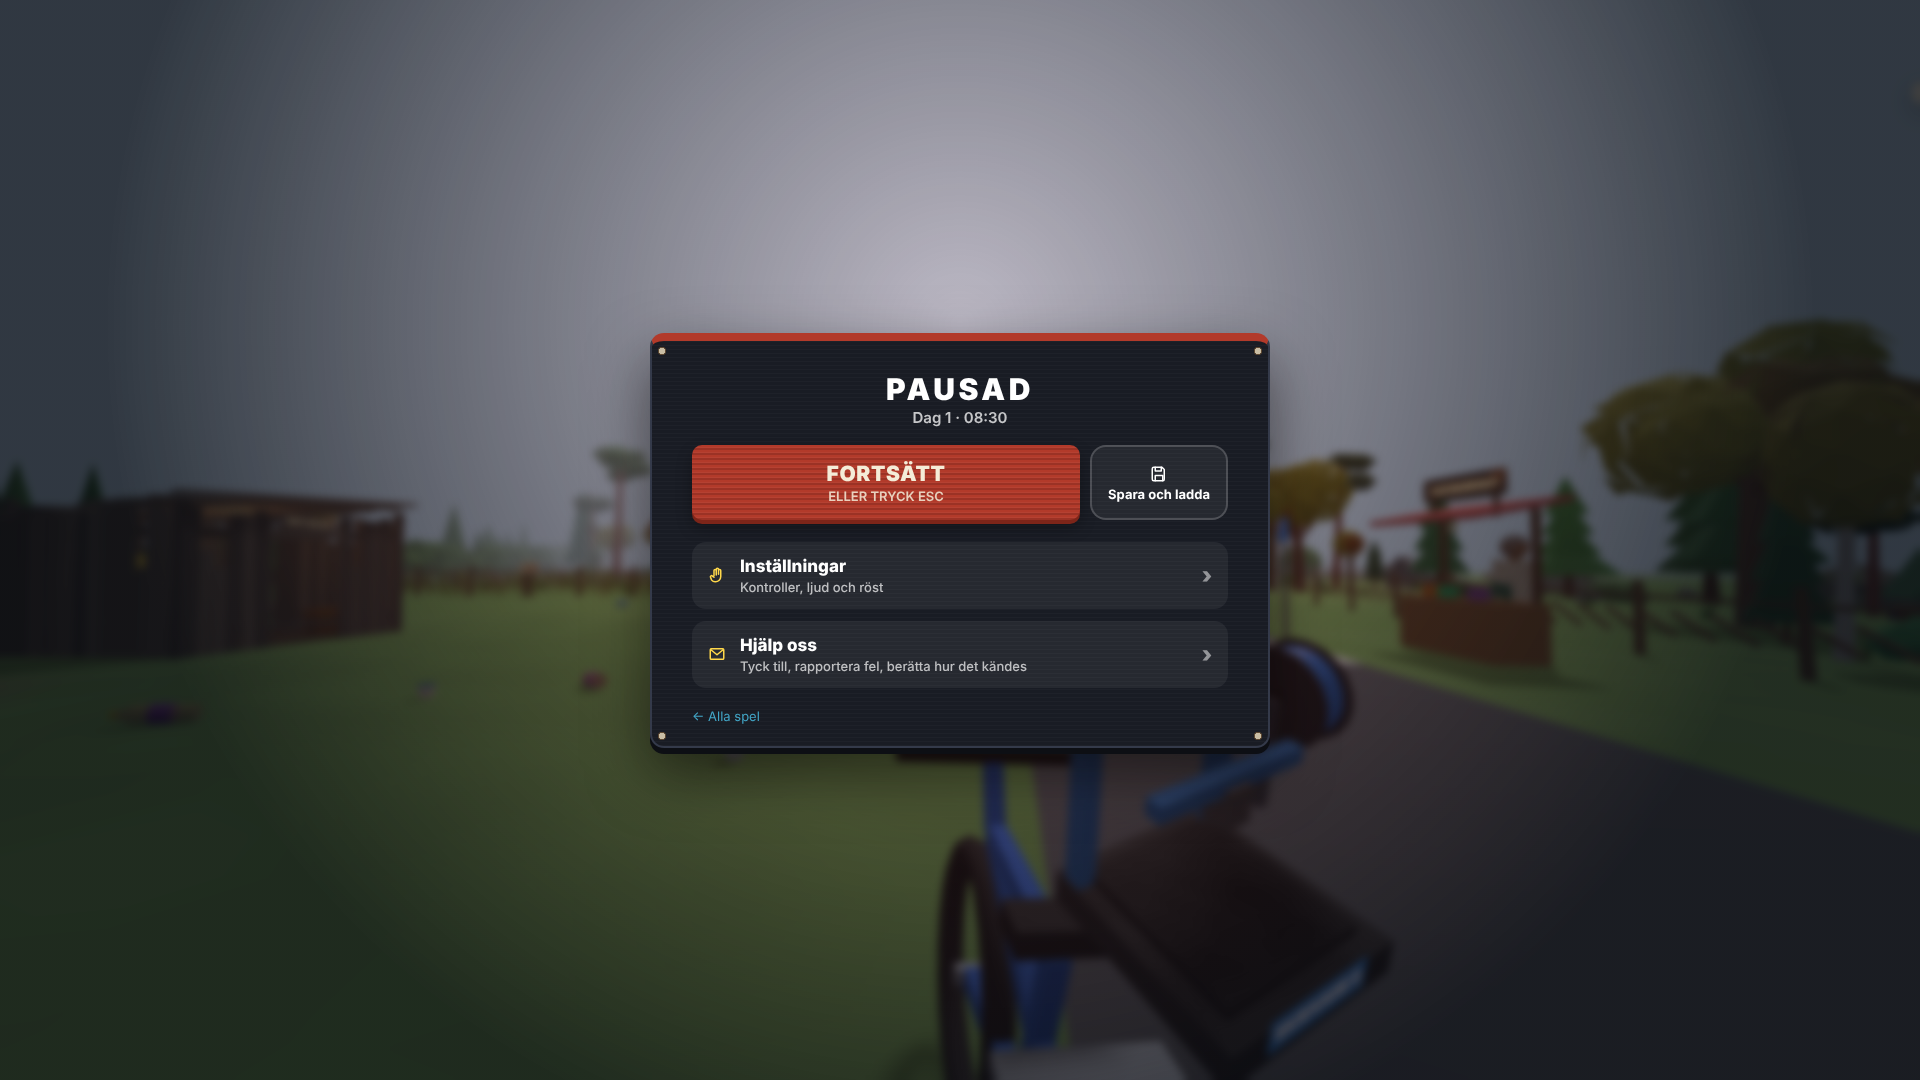 PAUSAD
Dag 1 · 08:30
FORTSÄTT
ELLER TRYCK ESC
Spara och ladda
Inställningar
Kontroller, ljud och röst
Hjälp oss
Tyck till, rapportera fel, berätta hur det kändes
← Alla spel